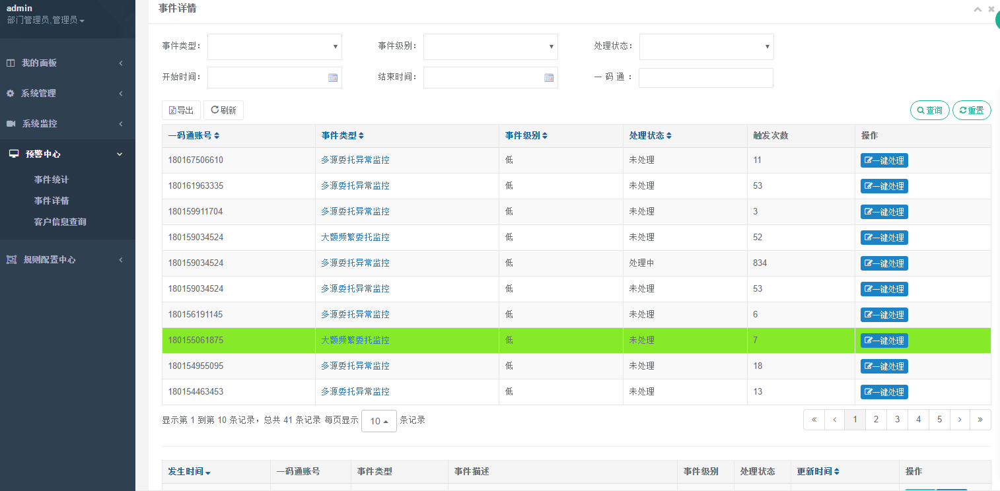 admin
部门管理员,管理员
我的面板
系统管理
系统监控
预警中心
事件统计
事件详情
客户信息查询
规则配置中心
事件详情
事件类型： 事件级别： 处理状态：
开始时间： 结束时间： 一 码 通 ：
导出 刷新 查询 重置
一码通账号 事件类型 事件级别 处理状态 触发次数 操作
180167506610 多源委托异常监控 低 未处理 11 一键处理
180161963335 多源委托异常监控 低 未处理 53 一键处理
180159911704 多源委托异常监控 低 未处理 3 一键处理
180159034524 大额频繁委托监控 低 未处理 52 一键处理
180159034524 多源委托异常监控 低 处理中 834 一键处理
180159034524 多源委托异常监控 低 未处理 53 一键处理
180156191145 多源委托异常监控 低 未处理 6 一键处理
180155061875 大额频繁委托监控 低 未处理 7 一键处理
180154955095 多源委托异常监控 低 未处理 18 一键处理
180154463453 多源委托异常监控 低 未处理 13 一键处理
显示第 1 到第 10 条记录，总共 41 条记录 每页显示 10 条记录 « ‹ 1 2 3 4 5 › »
发生时间 一码通账号 事件类型 事件描述 事件级别 处理状态 更新时间 操作